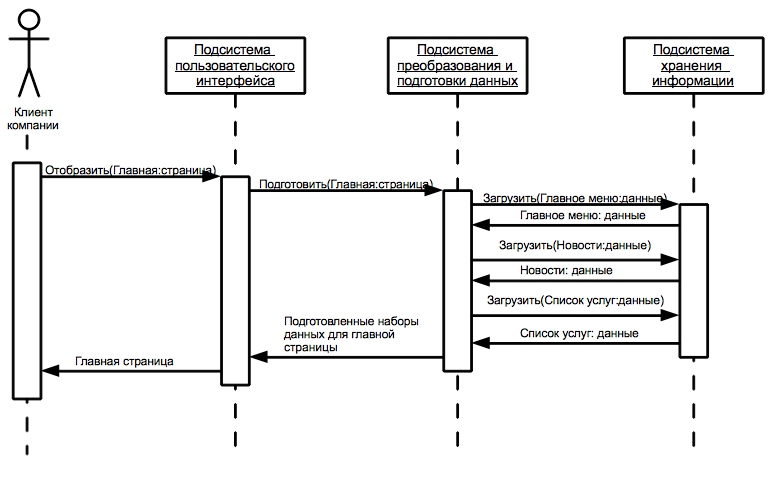 Подсистема
пользовательского
интерфейса
Подсистема
преобразования и
подготовки данных
Подсистема
хранения
информации
Клиент
компании
Отобразить(Главная:страница)
Подготовить(Главная:страница)
Загрузить(Главное меню:данные)
Главное меню: данные
Загрузить(Новости:данные)
Новости: данные
Загрузить(Список услуг:данные)
Список услуг: данные
Подготовленные наборы
данных для главной
страницы
Главная страница